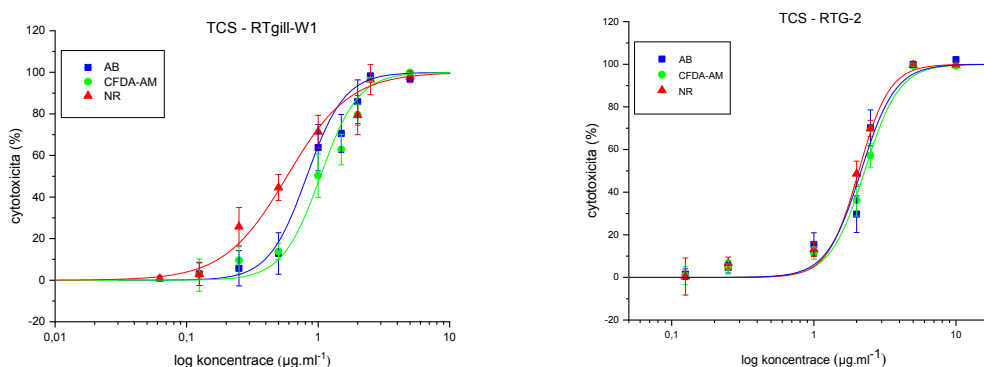 TCS - RTgill-W1
120
100
80
60
40
20
0
-20
cytotoxicita (%)
AB
CFDA-AM
NR
0,01 0,1 1 10
log koncentrace (µg.ml⁻¹)
TCS - RTG-2
120
100
80
60
40
20
0
-20
cytotoxicita (%)
AB
CFDA-AM
NR
0,1 1 10
log koncentrace (µg.ml⁻¹)